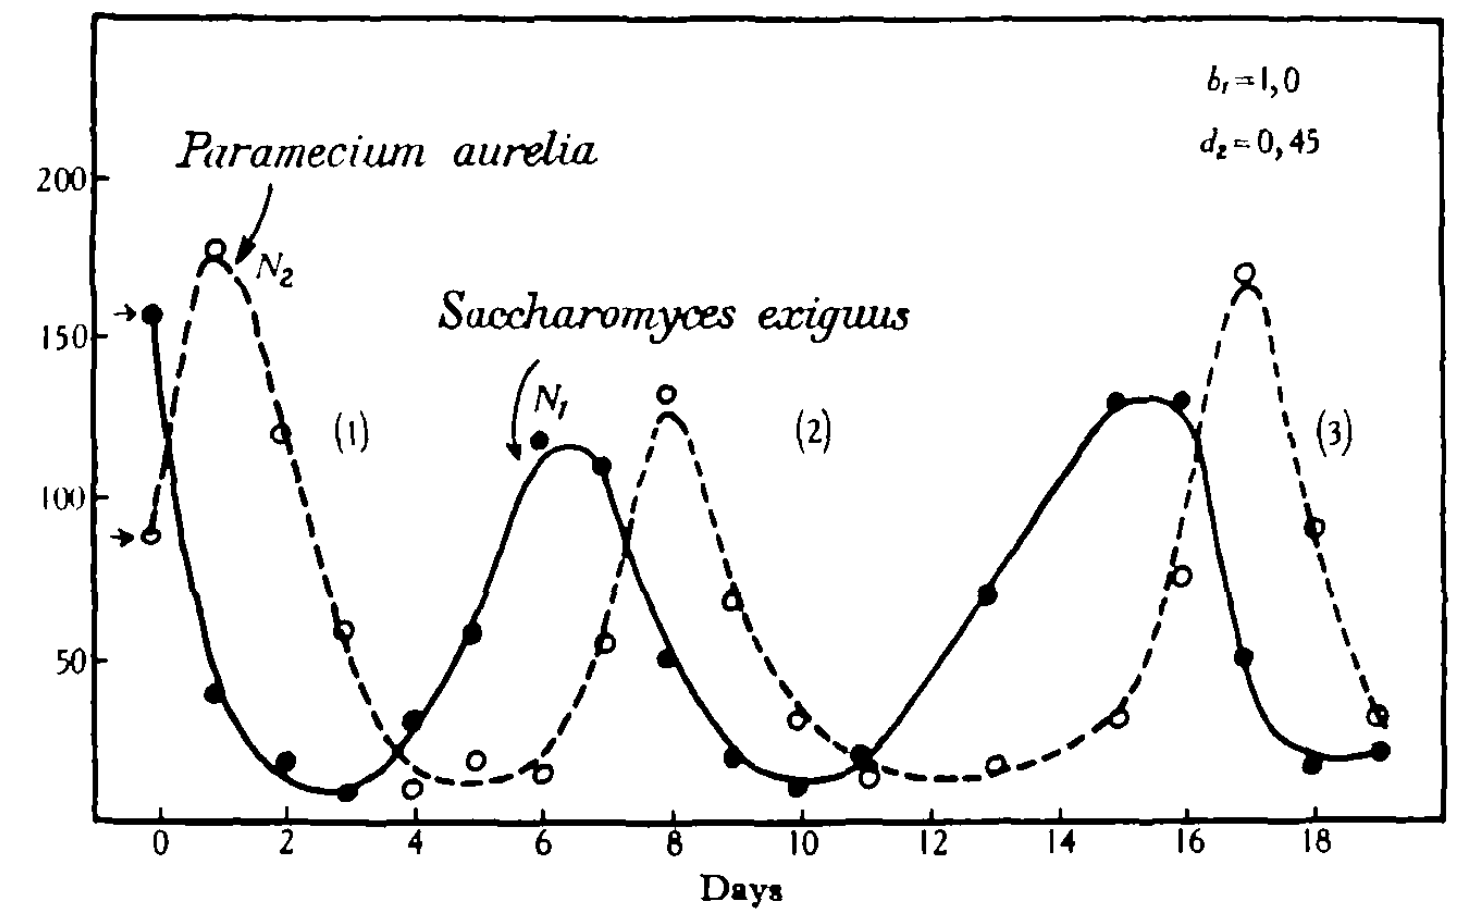 b₁=1,0
d₂=0,45
Paramecium aurelia
200
N₂
Saccharomyces exiguus
150
N₁
(1)
(2)
(3)
100
50
0 2 4 6 8 10 12 14 16 18
Days